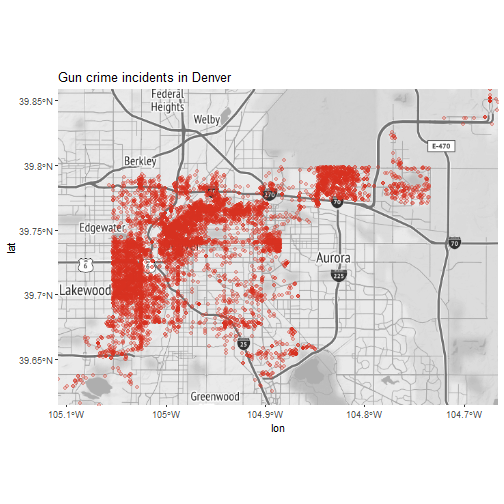 Gun crime incidents in Denver
39.85°N
39.8°N
39.75°N
39.7°N
39.65°N
lat
Federal
Heights
Welby
Berkley
E-470
270
70
Edgewater
70
6
Aurora
225
Lakewood
25
Greenwood
105.1°W
105°W
104.9°W
104.8°W
104.7°W
lon